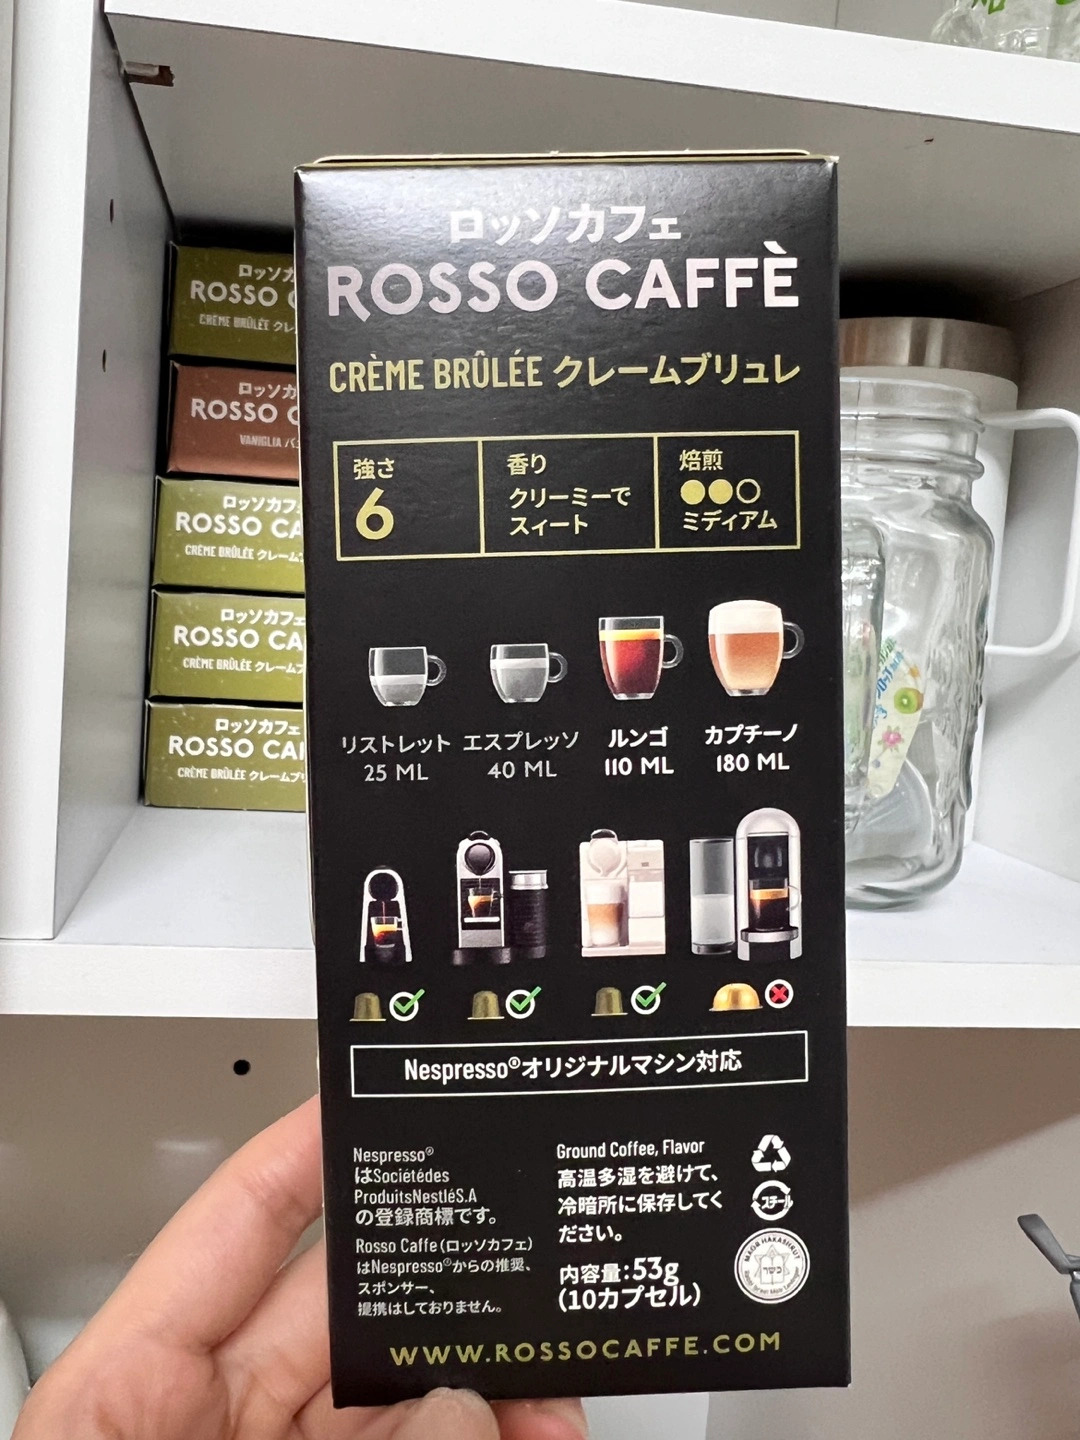 ロッソカフェ
ROSSO CAFFÈ
CRÈME BRÛLÉE クレームブリュレ
強さ
6
香り
クリーミーで
スィート
焙煎
ミディアム
リストレット
25 ML
エスプレッソ
40 ML
ルンゴ
110 ML
カプチーノ
180 ML
Nespresso®オリジナルマシン対応
Nespresso®
はSociétédes
ProduitsNestléS.A
の登録商標です。
Rosso Caffe(ロッソカフェ)
はNespresso®からの推奨、
スポンサー、
提携はしておりません。
Ground Coffee, Flavor
高温多湿を避けて、
冷暗所に保存してく
ださい。
内容量:53g
(10カプセル)
スチール
MAOR HAKASHRUT
כשר
WWW.ROSSOCAFFE.COM
ロッソカ
ROSSO
CRÈME BRÛLÉE クレ
ロッソカ
ROSSO
VANIGLIA バ
ロッソカフ
ROSSO CA
CRÈME BRÛLÉE クレーム
ロッソカフェ
ROSSO CA
CRÈME BRÛLÉE クレーム
ロッソカフェ
ROSSO CA
CRÈME BRÛLÉE クレームブリ